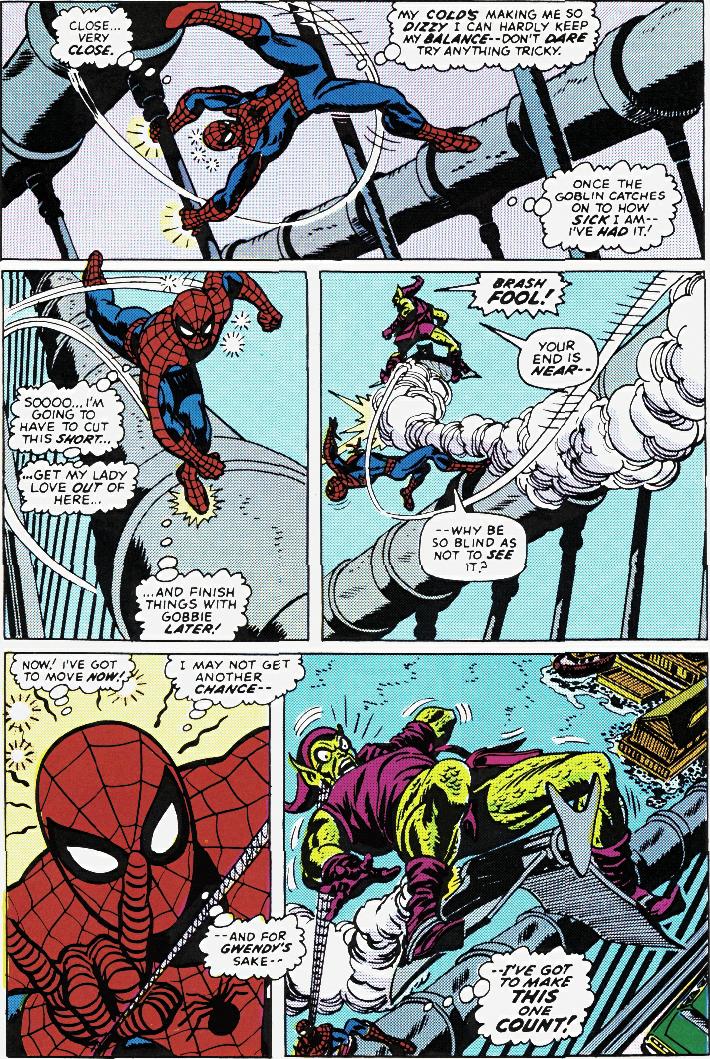 CLOSE...
VERY
CLOSE.
MY COLD'S MAKING ME SO
DIZZY I CAN HARDLY KEEP
MY BALANCE--DON'T DARE
TRY ANYTHING TRICKY.
ONCE THE
GOBLIN CATCHES
ON TO HOW
SICK I AM--
I'VE HAD IT!
SOOOO...I'M
GOING TO
HAVE TO CUT
THIS SHORT...
...GET MY LADY
LOVE OUT OF
HERE...
...AND FINISH
THINGS WITH
GOBBIE
LATER!
BRASH
FOOL!
YOUR
END IS
NEAR--
--WHY BE
SO BLIND AS
NOT TO SEE
IT?
NOW! I'VE GOT
TO MOVE NOW!
I MAY NOT GET
ANOTHER
CHANCE--
--AND FOR
GWENDY'S
SAKE--
--I'VE GOT
TO MAKE
THIS
ONE
COUNT!